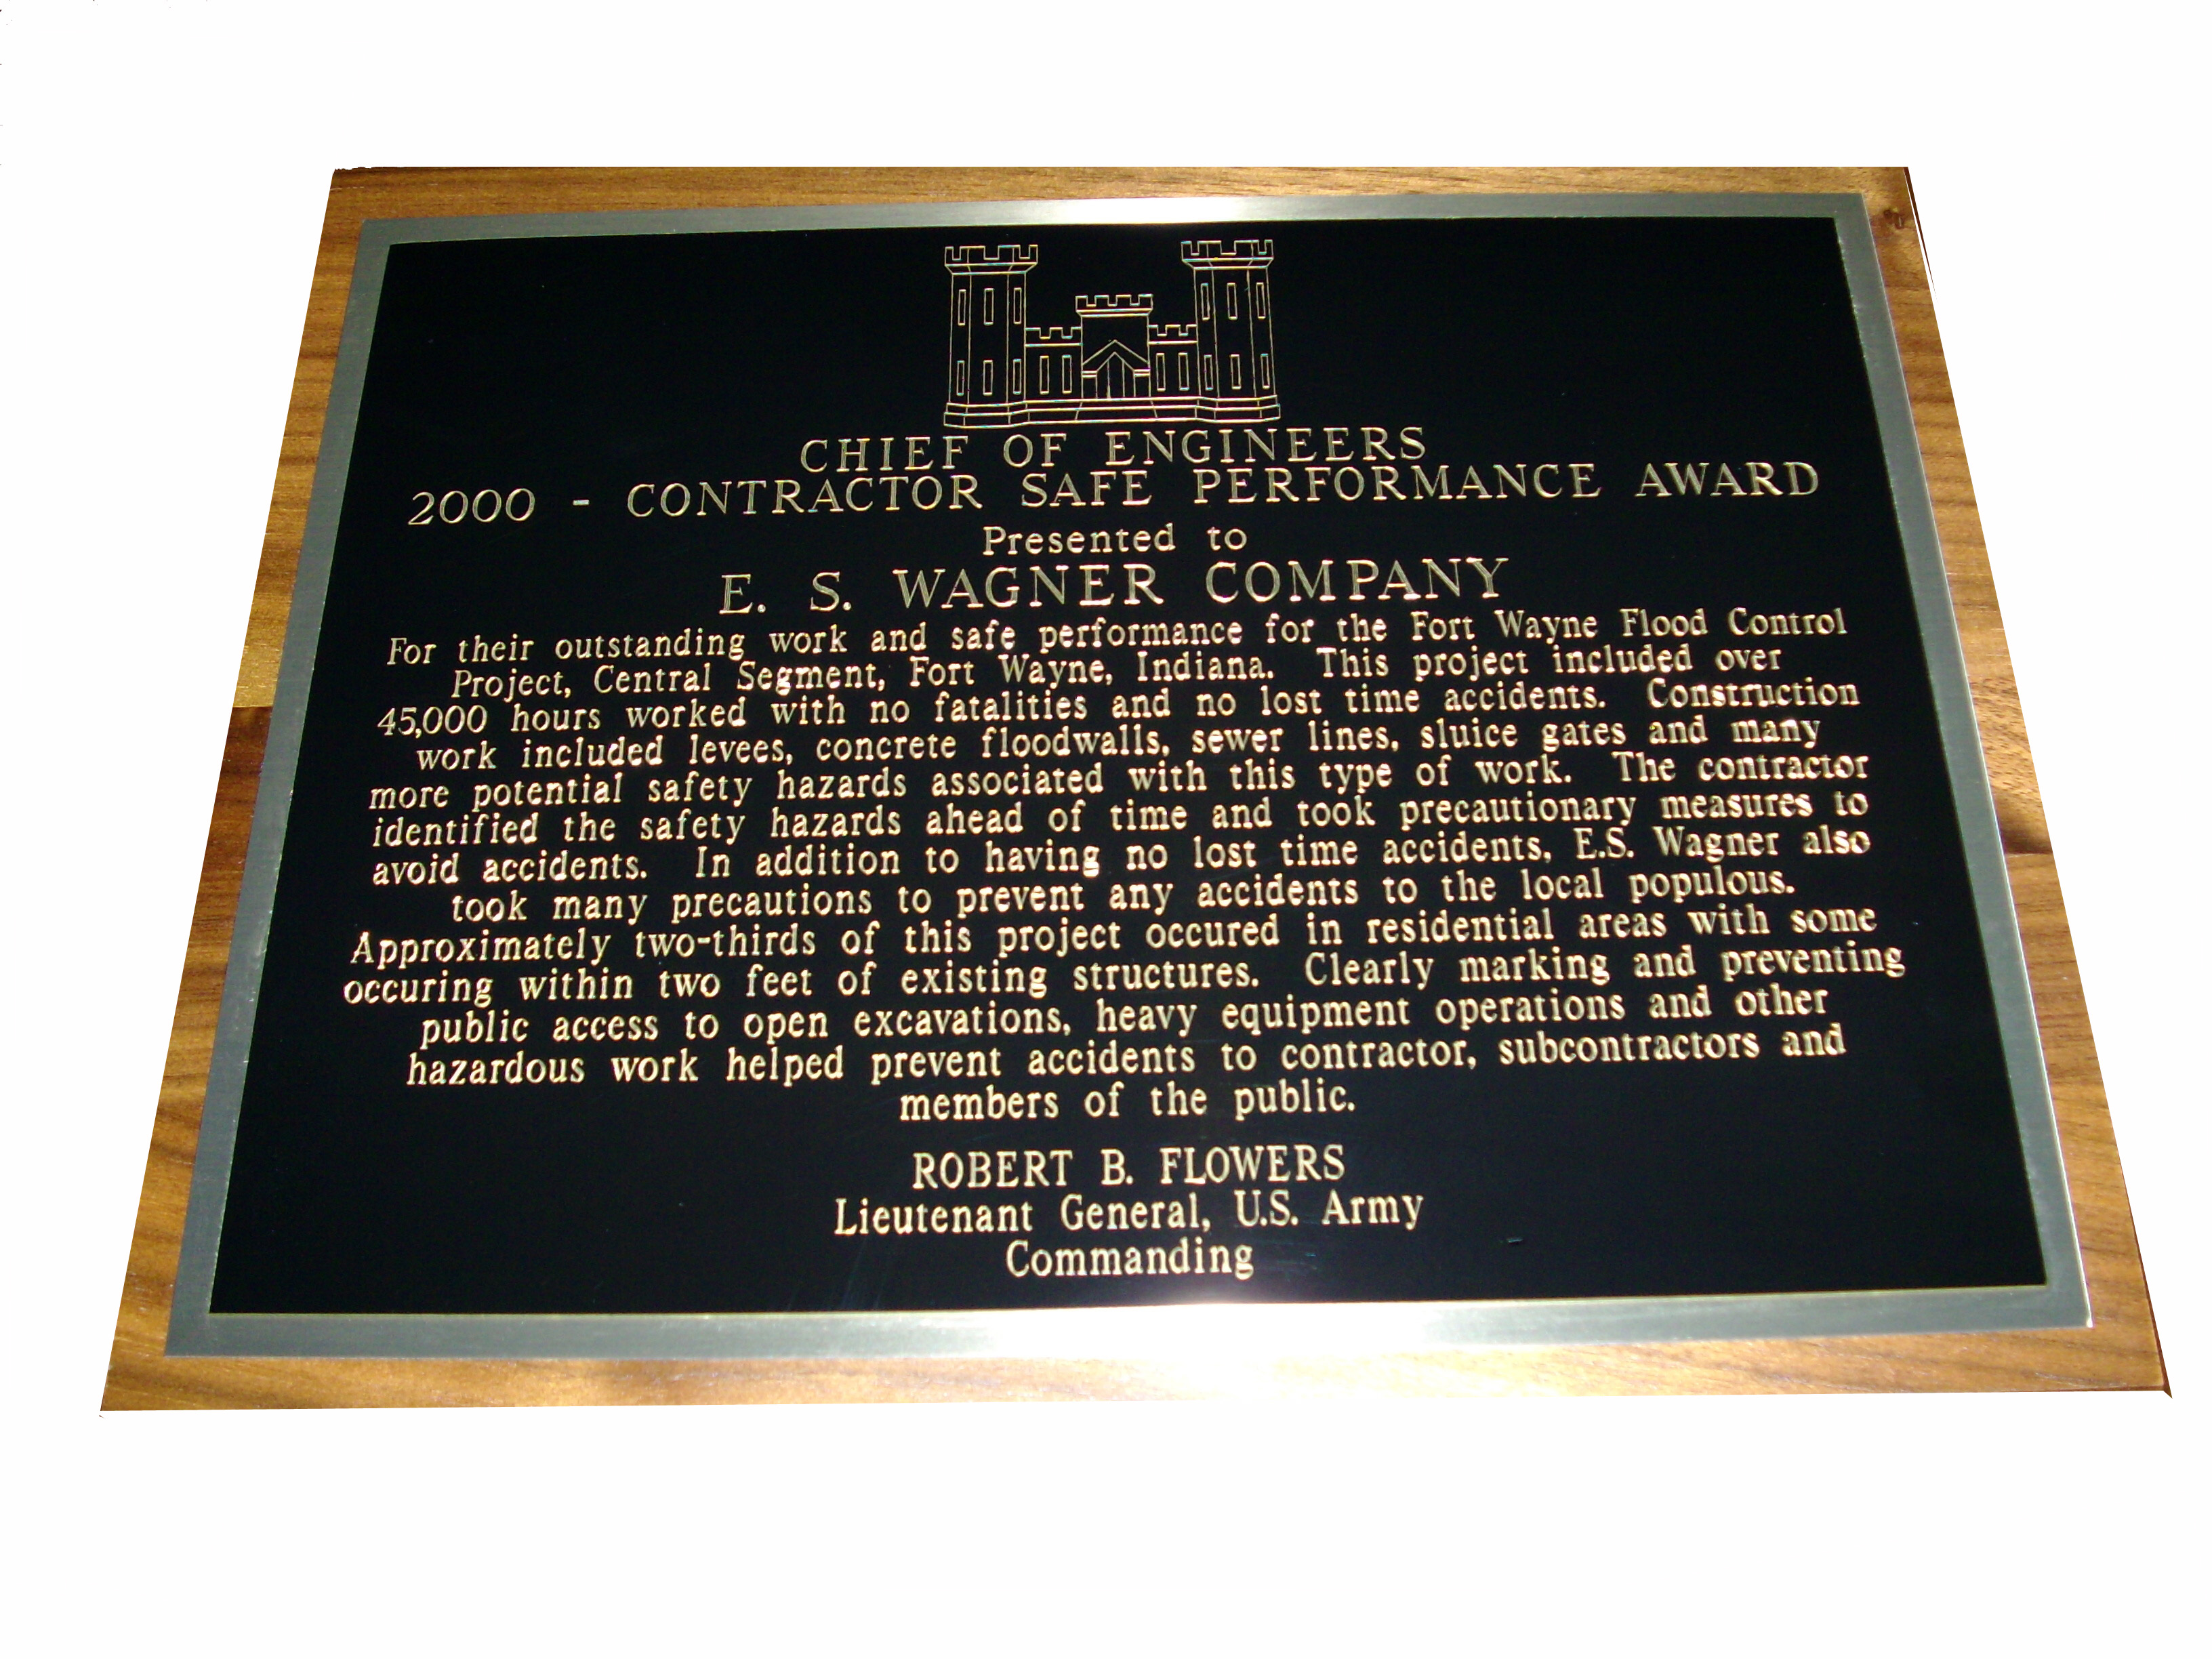 CHIEF OF ENGINEERS
2000 - CONTRACTOR SAFE PERFORMANCE AWARD
Presented to
E. S. WAGNER COMPANY
For their outstanding work and safe performance for the Fort Wayne Flood Control
Project, Central Segment, Fort Wayne, Indiana. This project included over
45,000 hours worked with no fatalities and no lost time accidents. Construction
work included levees, concrete floodwalls, sewer lines, sluice gates and many
more potential safety hazards associated with this type of work. The contractor
identified the safety hazards ahead of time and took precautionary measures to
avoid accidents. In addition to having no lost time accidents, E.S. Wagner also
took many precautions to prevent any accidents to the local populous.
Approximately two-thirds of this project occured in residential areas with some
occuring within two feet of existing structures. Clearly marking and preventing
public access to open excavations, heavy equipment operations and other
hazardous work helped prevent accidents to contractor, subcontractors and
members of the public.
ROBERT B. FLOWERS
Lieutenant General, U.S. Army
Commanding